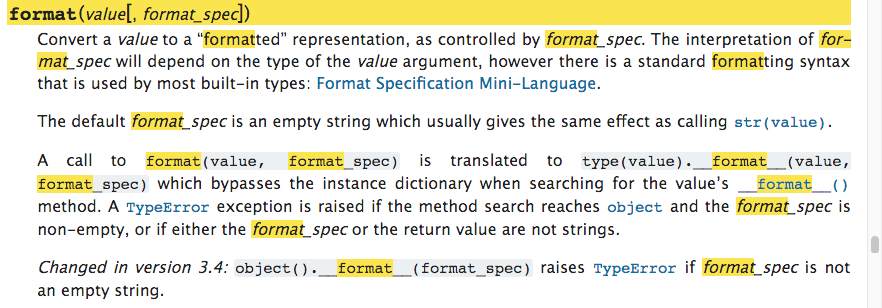 format(value[, format_spec])
Convert a value to a “formatted” representation, as controlled by format_spec. The interpretation of for-
mat_spec will depend on the type of the value argument, however there is a standard formatting syntax
that is used by most built-in types: Format Specification Mini-Language.
The default format_spec is an empty string which usually gives the same effect as calling str(value).
A call to format(value, format_spec) is translated to type(value).__format__(value,
format_spec) which bypasses the instance dictionary when searching for the value’s __format__()
method. A TypeError exception is raised if the method search reaches object and the format_spec is
non-empty, or if either the format_spec or the return value are not strings.
Changed in version 3.4: object().__format__(format_spec) raises TypeError if format_spec is not
an empty string.